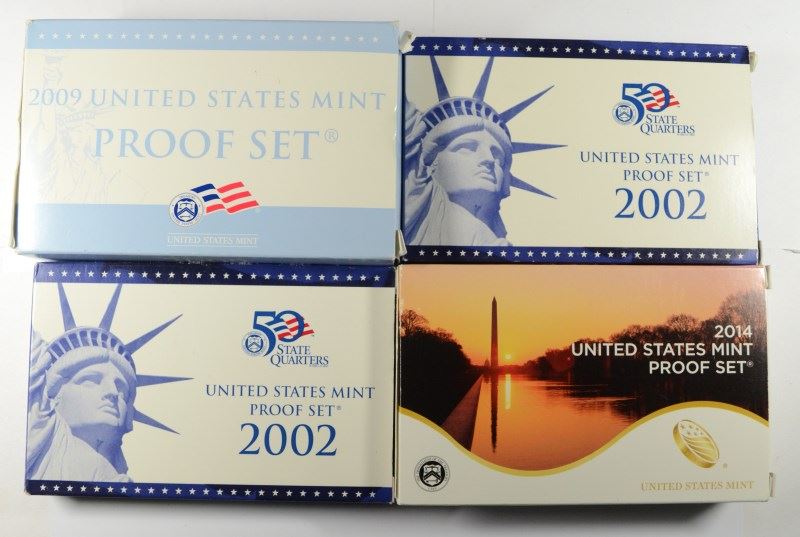 2009 UNITED STATES MINT
PROOF SET®
UNITED STATES MINT
50
STATE
QUARTERS
UNITED STATES MINT
PROOF SET®
2002
50
STATE
QUARTERS
UNITED STATES MINT
PROOF SET®
2002
2014
UNITED STATES MINT
PROOF SET®
UNITED STATES MINT